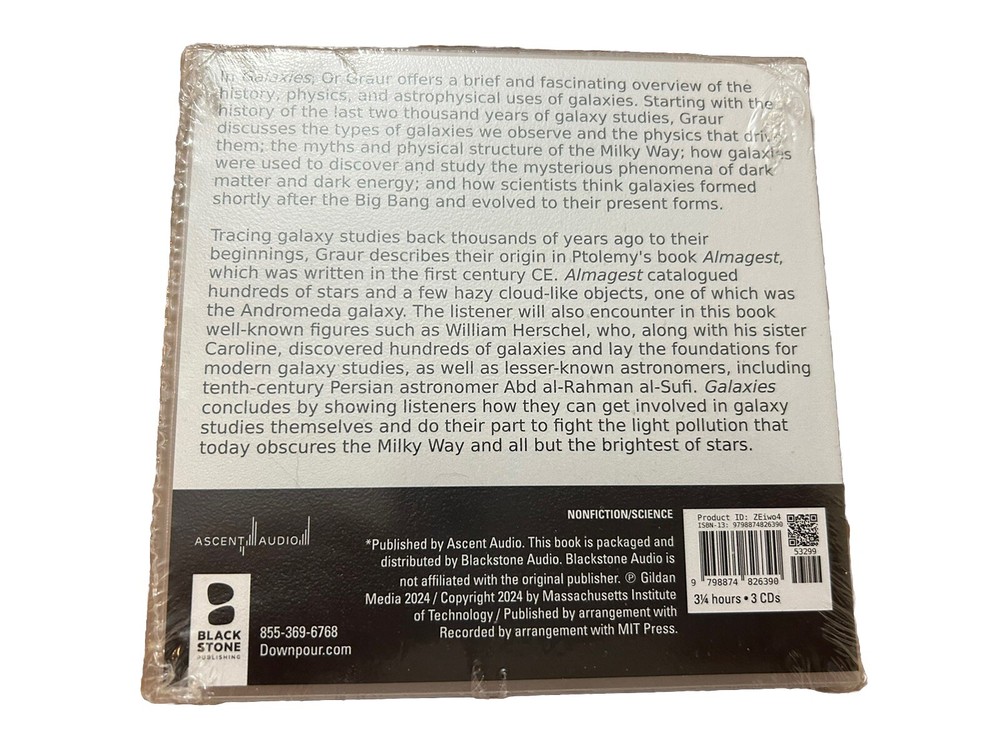 In Galaxies, Or Graur offers a brief and fascinating overview of the
history, physics, and astrophysical uses of galaxies. Starting with the
history of the last two thousand years of galaxy studies, Graur
discusses the types of galaxies we observe and the physics that drive
them; the myths and physical structure of the Milky Way; how galaxies
were used to discover and study the mysterious phenomena of dark
matter and dark energy; and how scientists think galaxies formed
shortly after the Big Bang and evolved to their present forms.
Tracing galaxy studies back thousands of years ago to their
beginnings, Graur describes their origin in Ptolemy's book Almagest,
which was written in the first century CE. Almagest catalogued
hundreds of stars and a few hazy cloud-like objects, one of which was
the Andromeda galaxy. The listener will also encounter in this book
well-known figures such as William Herschel, who, along with his sister
Caroline, discovered hundreds of galaxies and lay the foundations for
modern galaxy studies, as well as lesser-known astronomers, including
tenth-century Persian astronomer Abd al-Rahman al-Sufi. Galaxies
concludes by showing listeners how they can get involved in galaxy
studies themselves and do their part to fight the light pollution that
today obscures the Milky Way and all but the brightest of stars.
NONFICTION/SCIENCE
ASCENT AUDIO
*Published by Ascent Audio. This book is packaged and
distributed by Blackstone Audio. Blackstone Audio is
not affiliated with the original publisher. ℗ Gildan
Media 2024 / Copyright 2024 by Massachusetts Institute
of Technology / Published by arrangement with
Recorded by arrangement with MIT Press.
BLACK
STONE
PUBLISHING
855-369-6768
Downpour.com
Product ID: ZEiwo4
ISBN-13: 9798874826390
53299
9 798874 826390
3¼ hours • 3 CDs